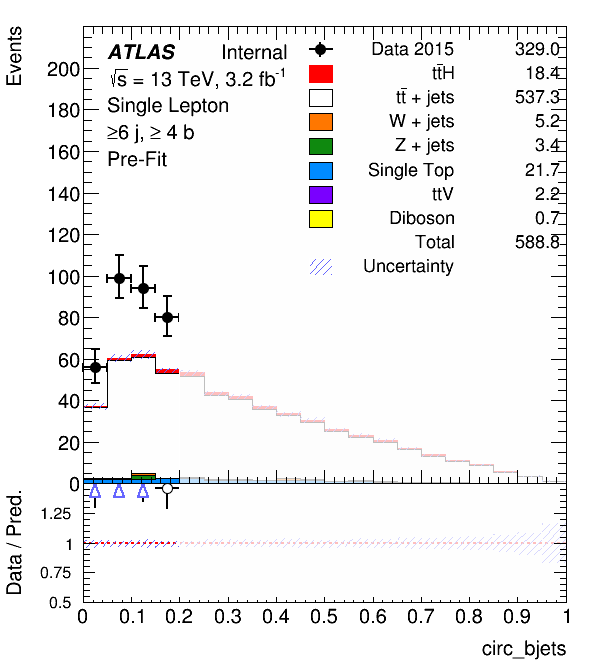 Events
ATLAS Internal
√s = 13 TeV, 3.2 fb⁻¹
Single Lepton
≥6 j, ≥ 4 b
Pre-Fit
Data 2015 329.0
tt̄H 18.4
tt̄ + jets 537.3
W + jets 5.2
Z + jets 3.4
Single Top 21.7
ttV 2.2
Diboson 0.7
Total 588.8
Uncertainty
200
180
160
140
120
100
80
60
40
20
0
Data / Pred.
1.25
1
0.75
0.5
0 0.1 0.2 0.3 0.4 0.5 0.6 0.7 0.8 0.9 1
circ_bjets